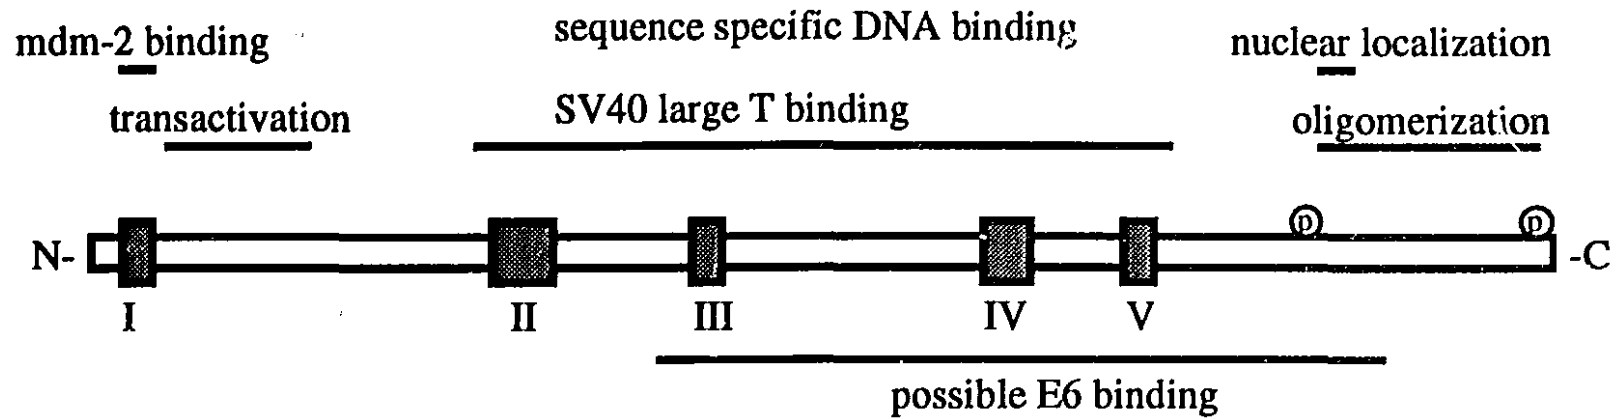 mdm-2 binding
transactivation
sequence specific DNA binding
SV40 large T binding
nuclear localization
oligomerization
N-
p
p
-C
I
II
III
IV
V
possible E6 binding